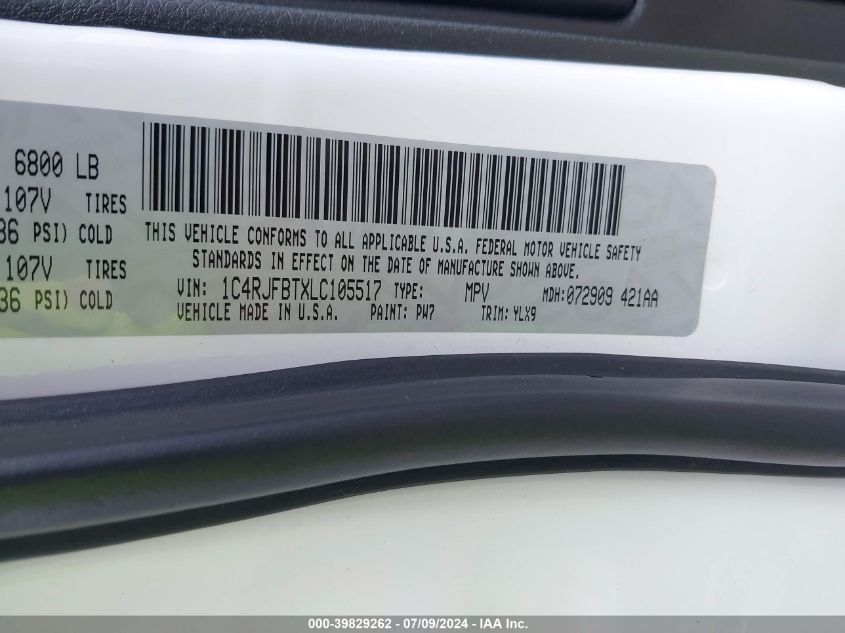 6800 LB
107V TIRES
36 PSI) COLD
107V TIRES
36 PSI) COLD
THIS VEHICLE CONFORMS TO ALL APPLICABLE U.S.A. FEDERAL MOTOR VEHICLE SAFETY
STANDARDS IN EFFECT ON THE DATE OF MANUFACTURE SHOWN ABOVE.
VIN: 1C4RJFBTXLC105517 TYPE: MPV MDH:072909 421AA
VEHICLE MADE IN U.S.A. PAINT: PW7 TRIM: YLX9
000-39829262 - 07/09/2024 - IAA Inc.